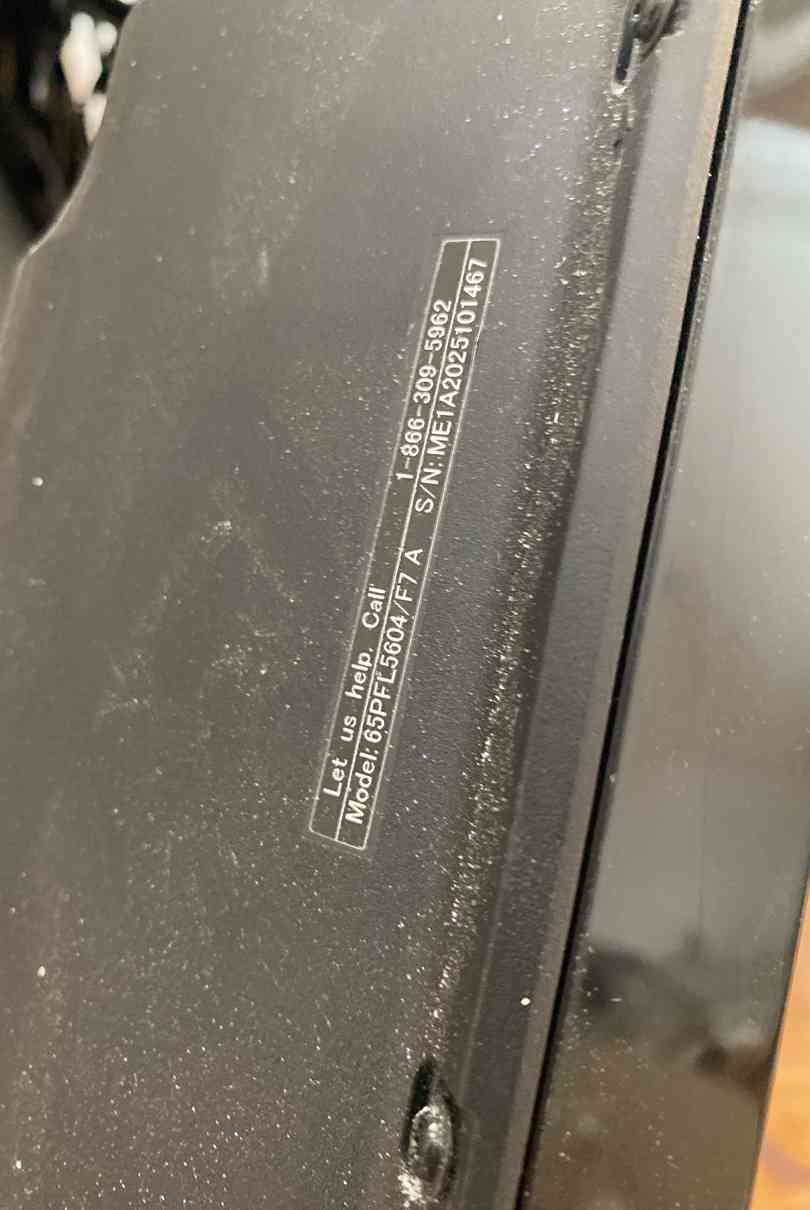 Let us help. Call 1-866-309-5962
Model: 65PFL5604/F7 A S/N: ME1A2025101467